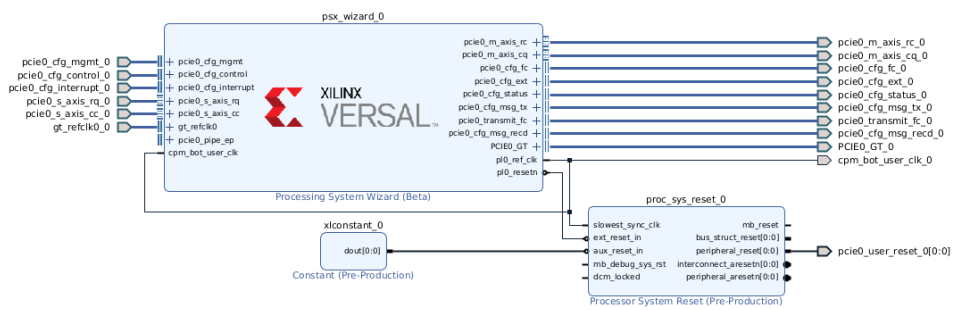 psx_wizard_0
pcie0_cfg_mgmt_0
pcie0_cfg_control_0
pcie0_cfg_interrupt_0
pcie0_s_axis_rq_0
pcie0_s_axis_cc_0
gt_refclk0_0
pcie0_cfg_mgmt
pcie0_cfg_control
pcie0_cfg_interrupt
pcie0_s_axis_rq
pcie0_s_axis_cc
gt_refclk0
pcie0_pipe_ep
cpm_bot_user_clk
XILINX
VERSAL™
pcie0_m_axis_rc
pcie0_m_axis_cq
pcie0_cfg_fc
pcie0_cfg_ext
pcie0_cfg_status
pcie0_cfg_msg_tx
pcie0_transmit_fc
pcie0_cfg_msg_recd
PCIE0_GT
pl0_ref_clk
pl0_resetn
pcie0_m_axis_rc_0
pcie0_m_axis_cq_0
pcie0_cfg_fc_0
pcie0_cfg_ext_0
pcie0_cfg_status_0
pcie0_cfg_msg_tx_0
pcie0_transmit_fc_0
pcie0_cfg_msg_recd_0
PCIE0_GT_0
cpm_bot_user_clk_0
Processing System Wizard (Beta)
proc_sys_reset_0
slowest_sync_clk
ext_reset_in
aux_reset_in
mb_debug_sys_rst
dcm_locked
mb_reset
bus_struct_reset[0:0]
peripheral_reset[0:0]
interconnect_aresetn[0:0]
peripheral_aresetn[0:0]
pcie0_user_reset_0[0:0]
Processor System Reset (Pre-Production)
xlconstant_0
dout[0:0]
Constant (Pre-Production)